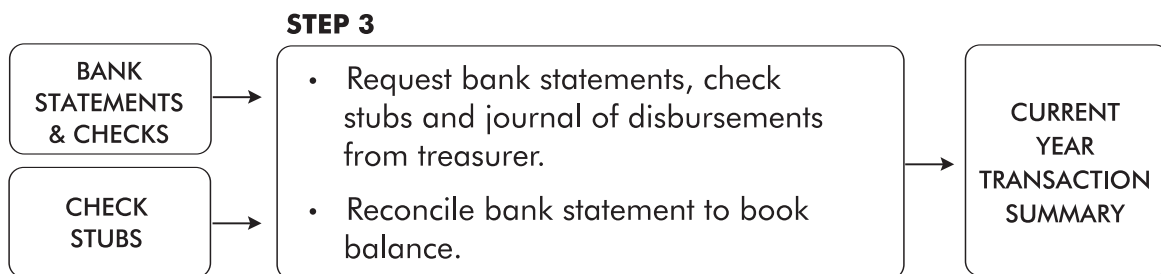 STEP 3
BANK
STATEMENTS
& CHECKS
CHECK
STUBS
• Request bank statements, check
stubs and journal of disbursements
from treasurer.
• Reconcile bank statement to book
balance.
CURRENT
YEAR
TRANSACTION
SUMMARY